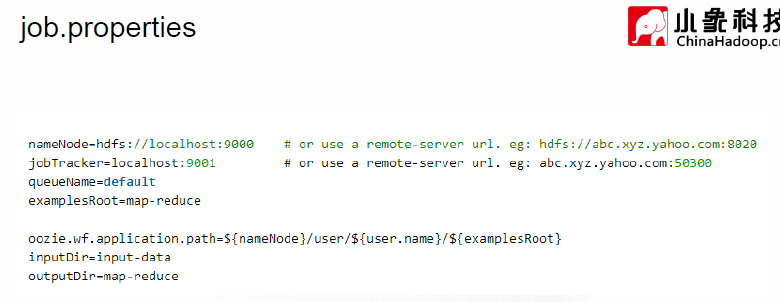 job.properties
小象科技
ChinaHadoop.c
nameNode=hdfs://localhost:9000    # or use a remote-server url. eg: hdfs://abc.xyz.yahoo.com:8020
jobTracker=localhost:9001         # or use a remote-server url. eg: abc.xyz.yahoo.com:50300
queueName=default
examplesRoot=map-reduce
oozie.wf.application.path=${nameNode}/user/${user.name}/${examplesRoot}
inputDir=input-data
outputDir=map-reduce